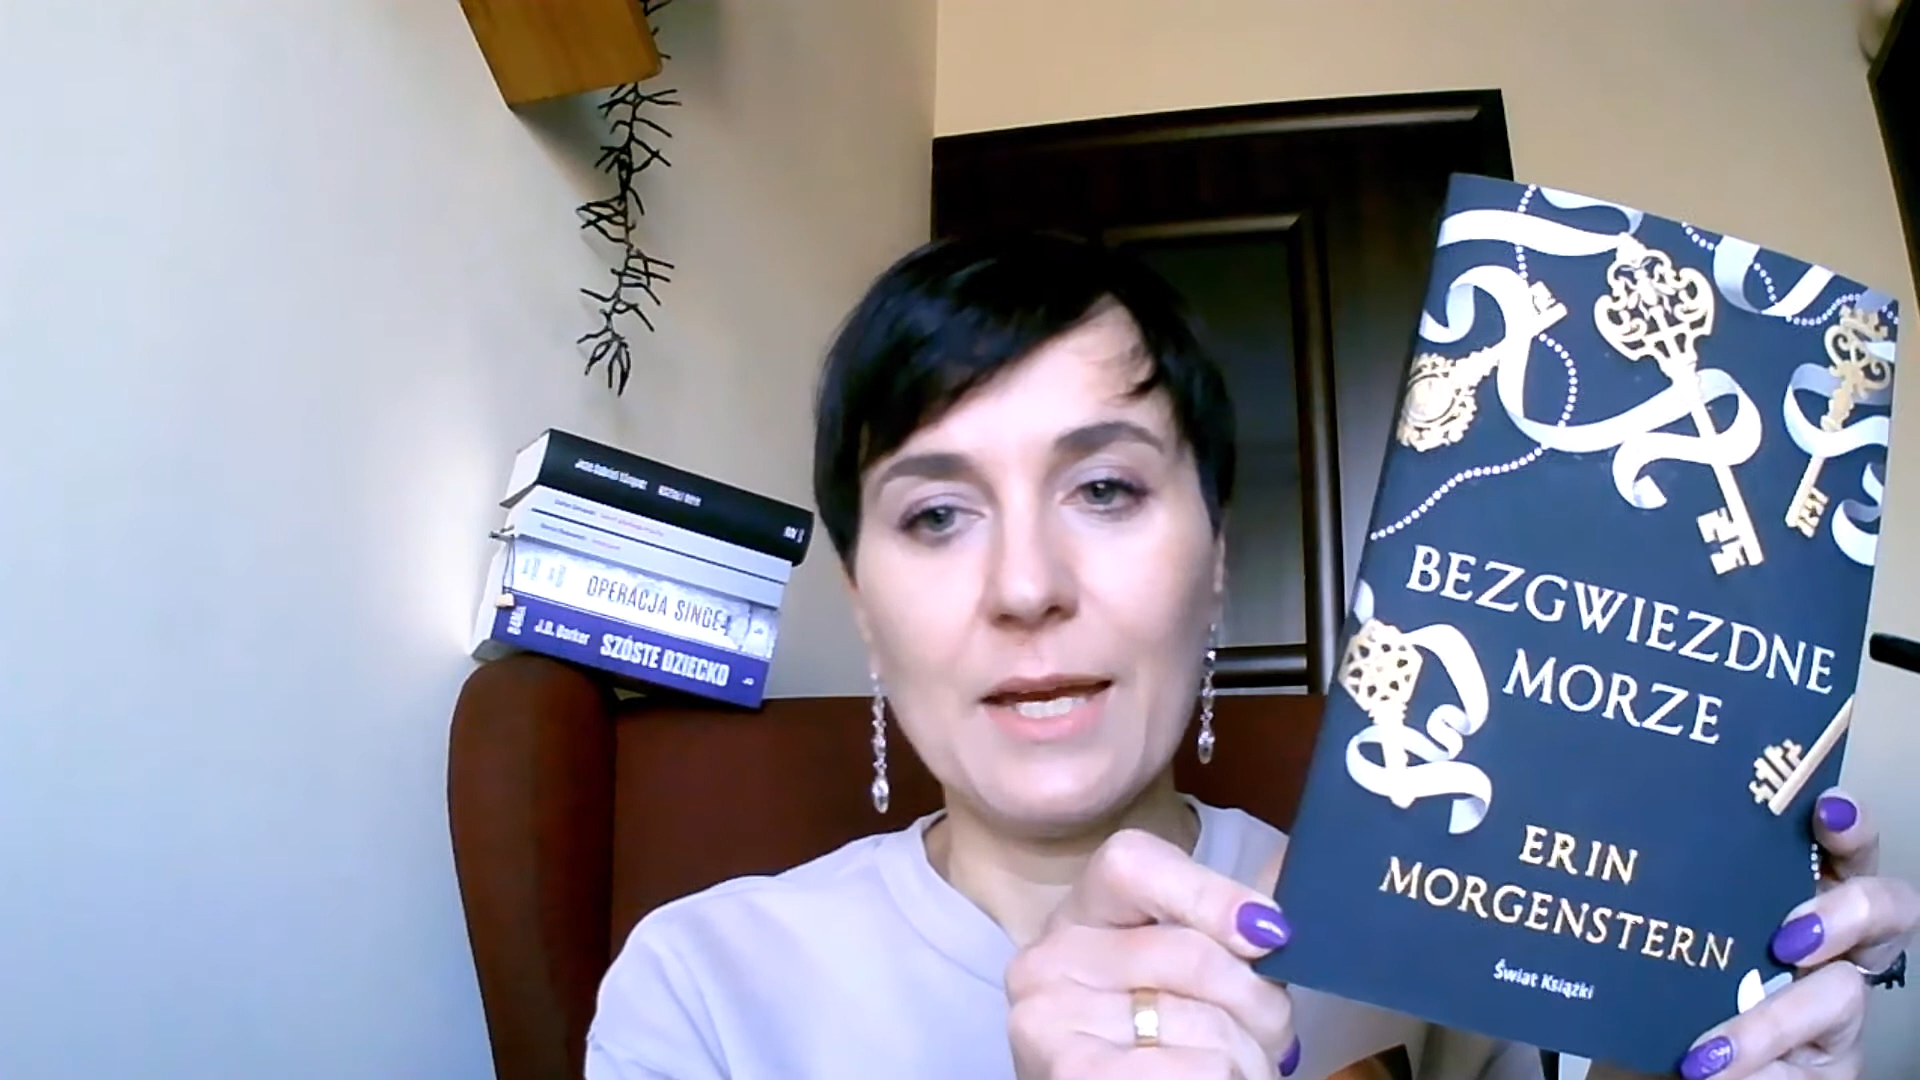 BEZGWIEZDNE
MORZE
ERIN
MORGENSTERN
Świat Książki
OPERACJA SINGE
J.D. Barker SZÓSTE DZIECKO